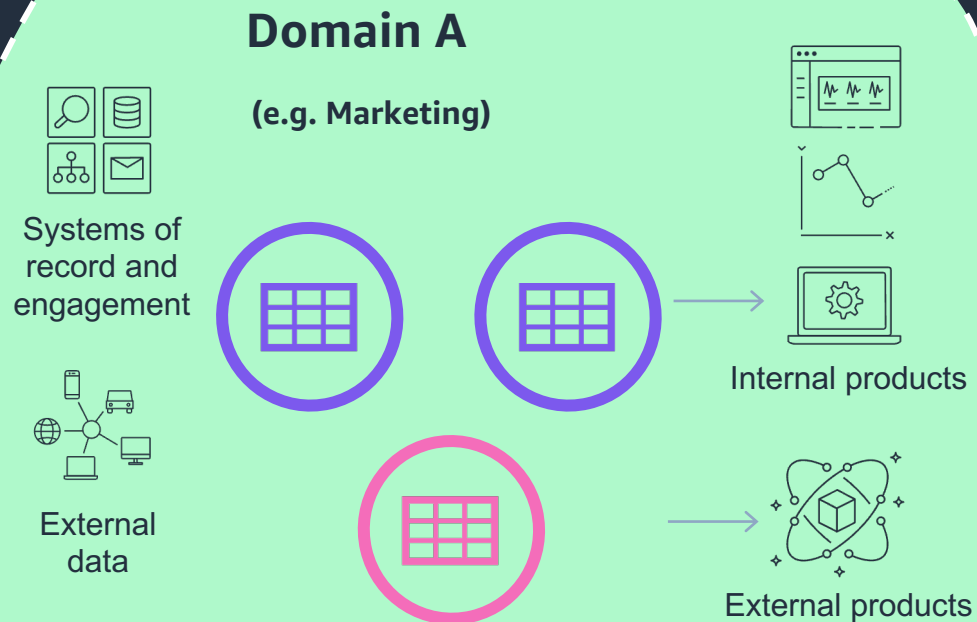 Domain A
(e.g. Marketing)
Systems of
record and
engagement
Internal products
External
data
External products